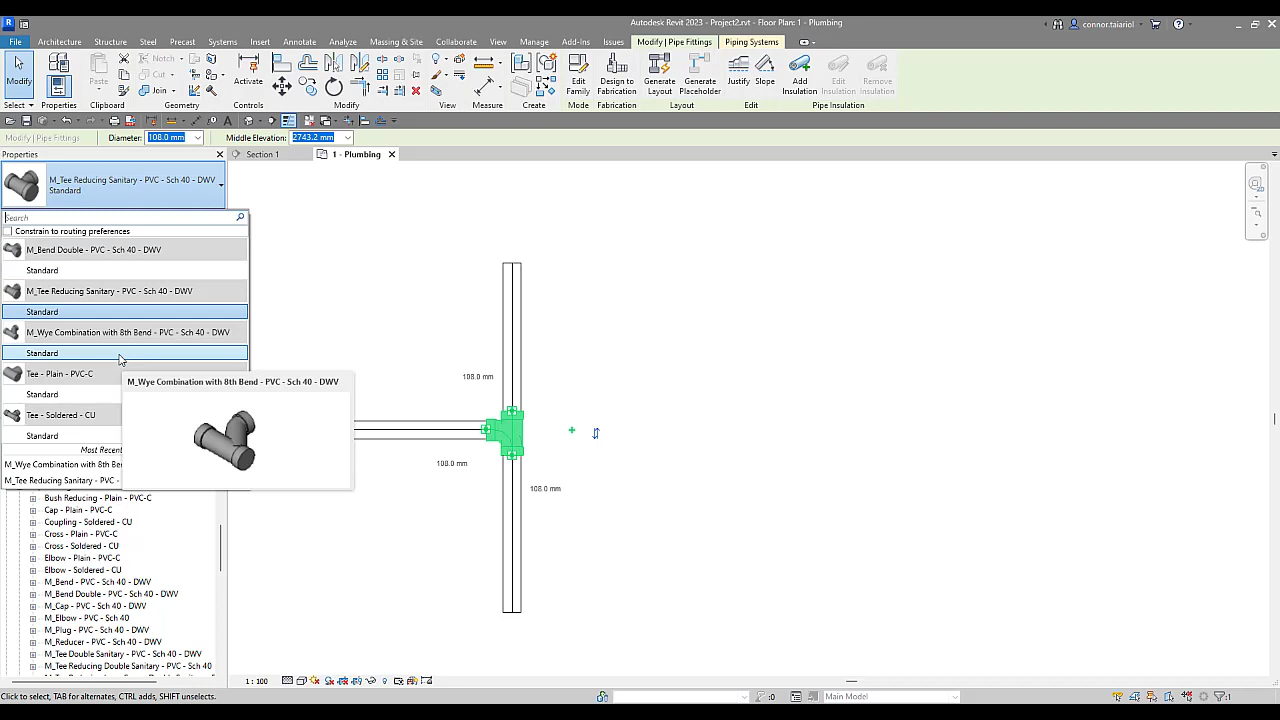 Autodesk Revit 2023 - Project2.rvt - Floor Plan: 1 - Plumbing
connor.taiariol
File Architecture Structure Steel Precast Systems Insert Annotate Analyze Massing & Site Collaborate View Manage Add-Ins Issues Modify | Pipe Fittings Piping Systems
Modify
Select
Properties
Paste
Clipboard
Notch
Cut
Join
Geometry
Activate
Controls
Modify
View
Measure
Create
Edit Family
Mode
Design to Fabrication
Fabrication
Generate Layout
Generate Placeholder
Layout
Justify
Slope
Edit
Add Insulation
Edit Insulation
Remove Insulation
Pipe Insulation
Modify | Pipe Fittings
Diameter: 108.0 mm
Middle Elevation: 2743.2 mm
Properties
Section 1
1 - Plumbing
M_Tee Reducing Sanitary - PVC - Sch 40 - DWV
Standard
Search
Constrain to routing preferences
M_Bend Double - PVC - Sch 40 - DWV
Standard
M_Tee Reducing Sanitary - PVC - Sch 40 - DWV
Standard
M_Wye Combination with 8th Bend - PVC - Sch 40 - DWV
Standard
Tee - Plain - PVC-C
Standard
Tee - Soldered - CU
Standard
Most Recent
M_Wye Combination with 8th Ben
M_Tee Reducing Sanitary - PVC -
M_Wye Combination with 8th Bend - PVC - Sch 40 - DWV
Bush Reducing - Plain - PVC-C
Cap - Plain - PVC-C
Coupling - Soldered - CU
Cross - Plain - PVC-C
Cross - Soldered - CU
Elbow - Plain - PVC-C
Elbow - Soldered - CU
M_Bend - PVC - Sch 40 - DWV
M_Bend Double - PVC - Sch 40 - DWV
M_Cap - PVC - Sch 40 - DWV
M_Elbow - PVC - Sch 40
M_Plug - PVC - Sch 40 - DWV
M_Reducer - PVC - Sch 40 - DWV
M_Tee Double Sanitary - PVC - Sch 40 - DWV
M_Tee Reducing Double Sanitary - PVC - Sch 40
108.0 mm
108.0 mm
108.0 mm
1 : 100
Click to select, TAB for alternates, CTRL adds, SHIFT unselects.
:0
Main Model
:1